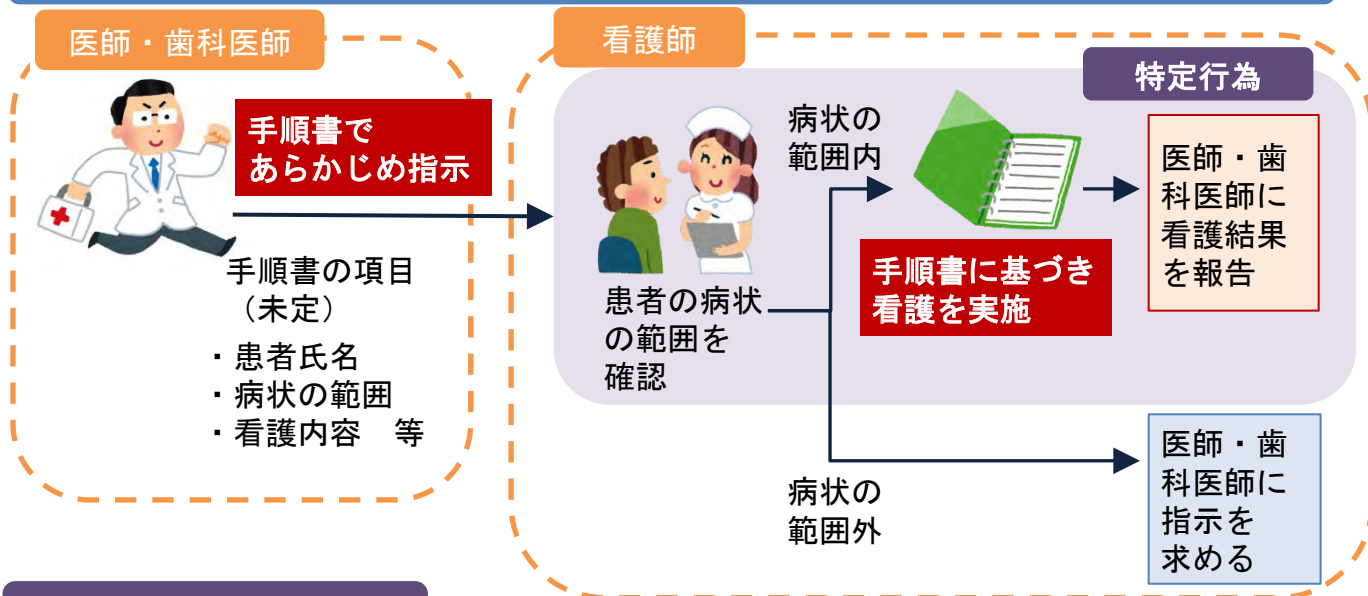 医師・歯科医師
手順書で
あらかじめ指示
手順書の項目
（未定）
・患者氏名
・病状の範囲
・看護内容　等
看護師
特定行為
患者の病状
の範囲を
確認
病状の
範囲内
手順書に基づき
看護を実施
医師・歯
科医師に
看護結果
を報告
病状の
範囲外
医師・歯
科医師に
指示を
求める